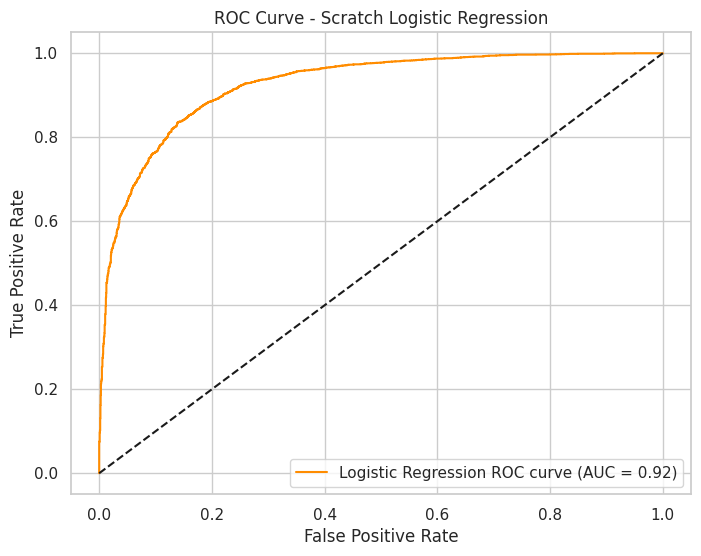 ROC Curve - Scratch Logistic Regression
True Positive Rate
1.0
0.8
0.6
0.4
0.2
0.0
Logistic Regression ROC curve (AUC = 0.92)
0.0 0.2 0.4 0.6 0.8 1.0
False Positive Rate